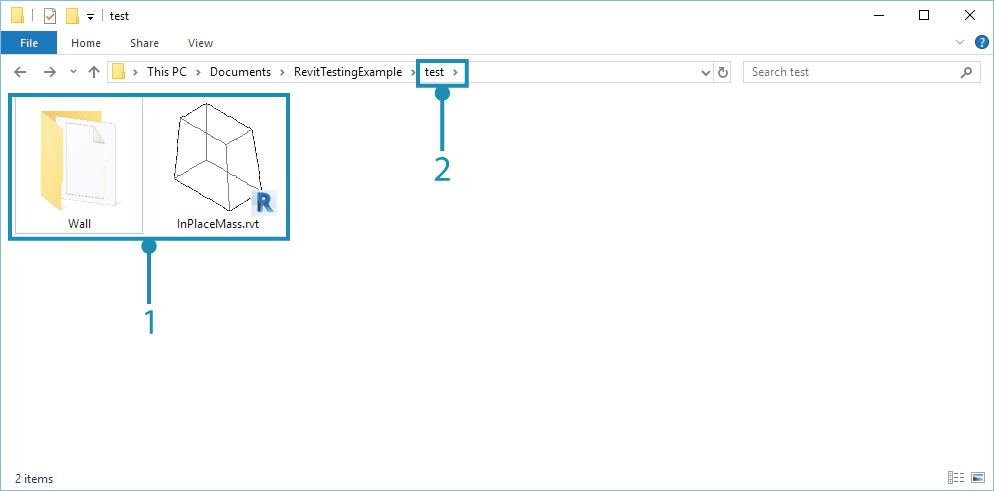 test
File Home Share View
This PC Documents RevitTestingExample test Search test
2
Wall InPlaceMass.rvt
R
1
2 items